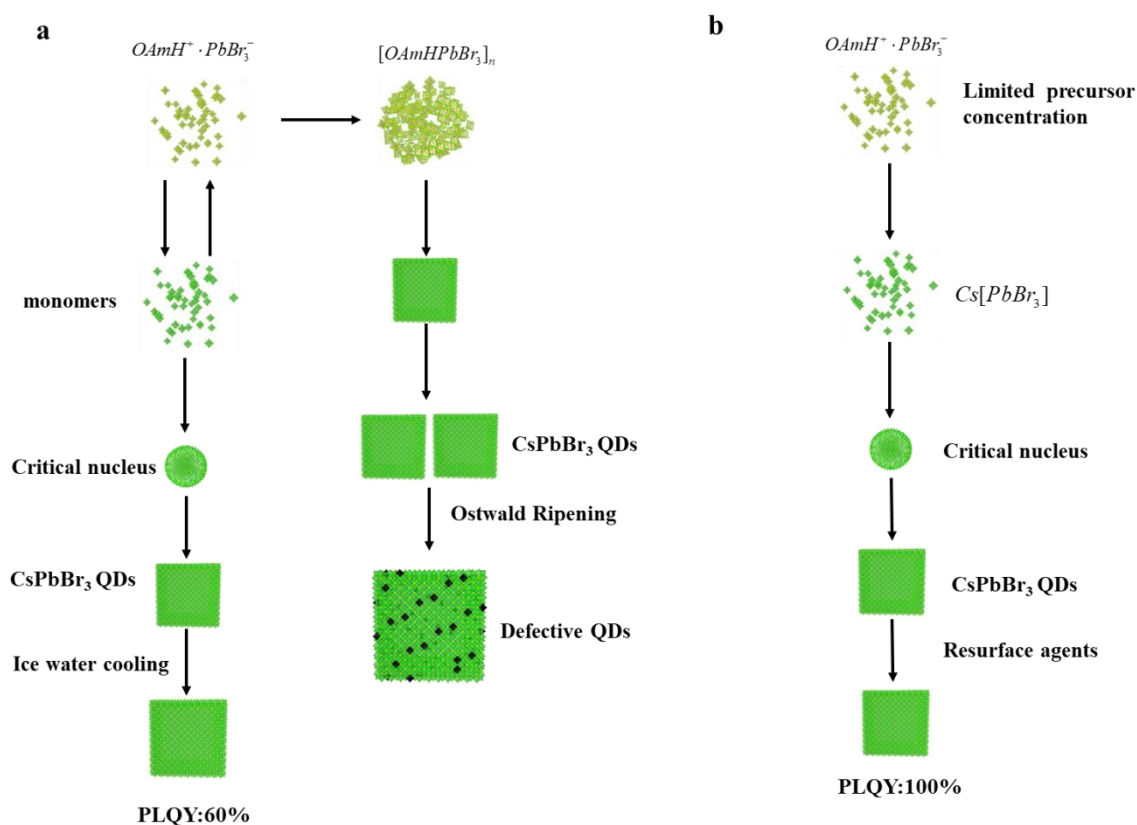 a
OAmH⁺ · PbBr₃⁻
[OAmHPbBr₃]ₙ
monomers
Critical nucleus
CsPbBr₃ QDs
Ice water cooling
PLQY:60%
CsPbBr₃ QDs
Ostwald Ripening
Defective QDs
b
OAmH⁺ · PbBr₃⁻
Limited precursor
concentration
Cs[PbBr₃]
Critical nucleus
CsPbBr₃ QDs
Resurface agents
PLQY:100%